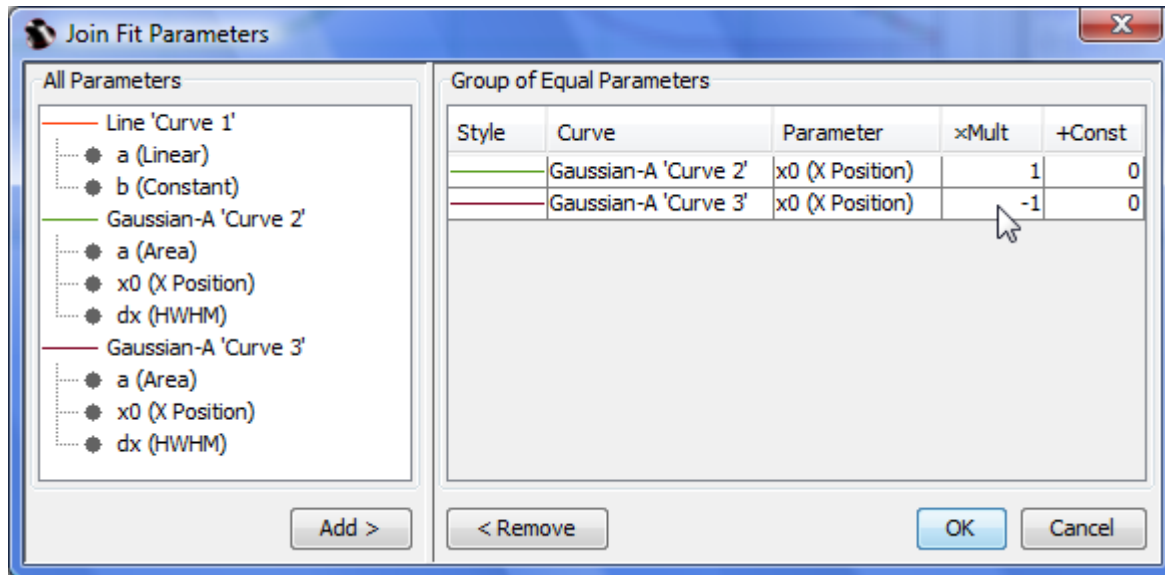 Join Fit Parameters
All Parameters
Line 'Curve 1'
a (Linear)
b (Constant)
Gaussian-A 'Curve 2'
a (Area)
x0 (X Position)
dx (HWHM)
Gaussian-A 'Curve 3'
a (Area)
x0 (X Position)
dx (HWHM)
Add >
Group of Equal Parameters
Style Curve Parameter ×Mult +Const
Gaussian-A 'Curve 2' x0 (X Position) 1 0
Gaussian-A 'Curve 3' x0 (X Position) -1 0
< Remove
OK
Cancel